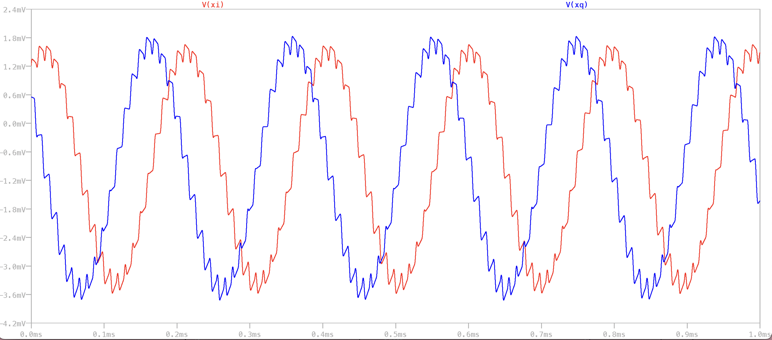 V(xi) V(xq)
2.4mV
1.8mV
1.2mV
0.6mV
0.0mV
-0.6mV
-1.2mV
-1.8mV
-2.4mV
-3.0mV
-3.6mV
-4.2mV
0.0ms 0.1ms 0.2ms 0.3ms 0.4ms 0.5ms 0.6ms 0.7ms 0.8ms 0.9ms 1.0ms